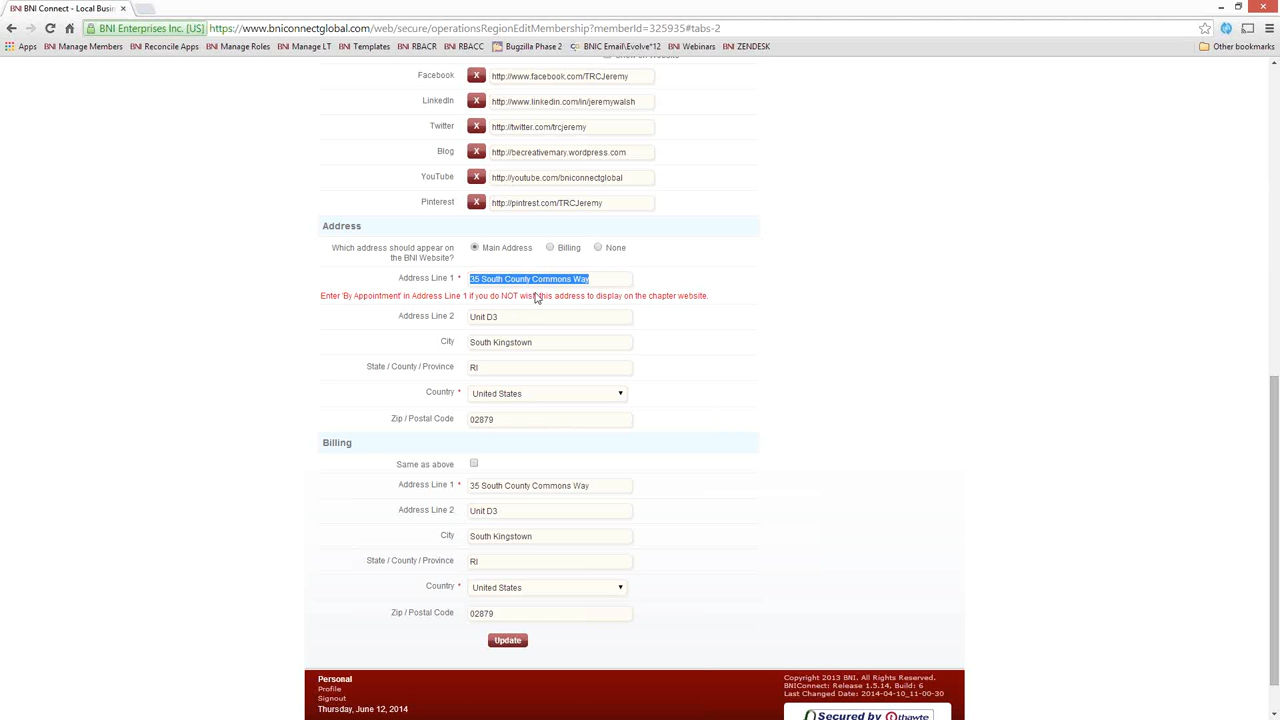 BNI Connect - Local Busin
BNI Enterprises Inc. [US] https://www.bniconnectglobal.com/web/secure/operationsRegionEditMembership?memberId=325935#tabs-2
Apps BNI Manage Members BNI Reconcile Apps BNI Manage Roles BNI Manage LT BNI Templates BNI RBACR BNI RBACC Bugzilla Phase 2 BNIC Email\Evolve*12 BNI Webinars BNI ZENDESK Other bookmarks
Facebook X http://www.facebook.com/TRCJeremy
LinkedIn X http://www.linkedin.com/in/jeremywalsh
Twitter X http://twitter.com/trcjeremy
Blog X http://becreativemary.wordpress.com
YouTube X http://youtube.com/bniconnectglobal
Pinterest X http://pintrest.com/TRCJeremy
Address
Which address should appear on Main Address Billing None
the BNI Website?
Address Line 1 * 35 South County Commons Way
Enter 'By Appointment' in Address Line 1 if you do NOT wish this address to display on the chapter website.
Address Line 2 Unit D3
City South Kingstown
State / County / Province RI
Country * United States
Zip / Postal Code 02879
Billing
Same as above
Address Line 1 * 35 South County Commons Way
Address Line 2 Unit D3
City South Kingstown
State / County / Province RI
Country * United States
Zip / Postal Code 02879
Update
Personal
Profile
Signout
Thursday, June 12, 2014
Copyright 2013 BNI. All Rights Reserved.
BNIConnect: Release 1.5.14, Build: 6
Last Changed Date: 2014-04-10_11-00-30
Secured by thawte